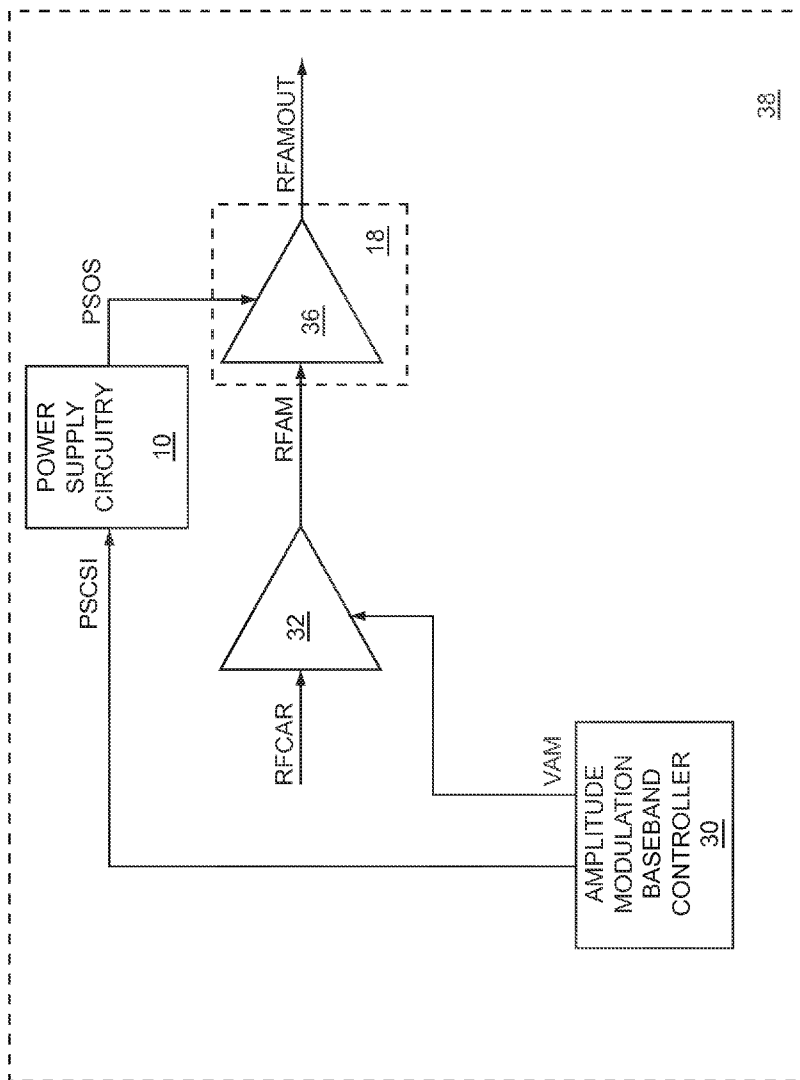 PSCSI
POWER
SUPPLY
CIRCUITRY
10
PSOS
RFCAR
32
RFAM
36
18
RFAMOUT
VAM
AMPLITUDE
MODULATION
BASEBAND
CONTROLLER
30
38